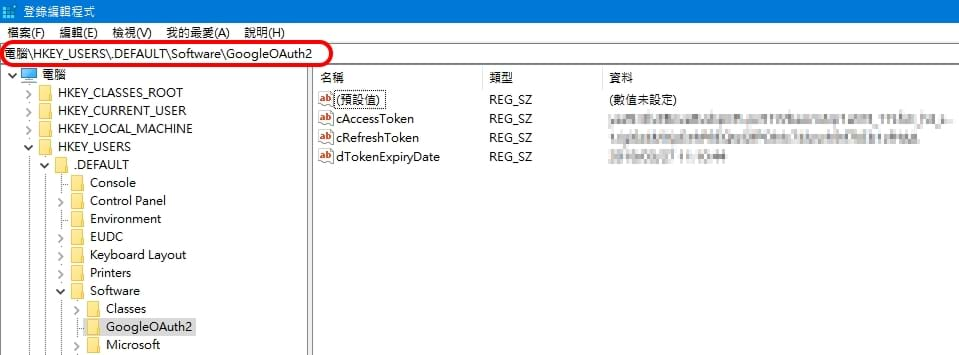 登錄編輯程式
檔案(F) 編輯(E) 檢視(V) 我的最愛(A) 說明(H)
電腦\HKEY_USERS\.DEFAULT\Software\GoogleOAuth2
電腦
HKEY_CLASSES_ROOT
HKEY_CURRENT_USER
HKEY_LOCAL_MACHINE
HKEY_USERS
.DEFAULT
Console
Control Panel
Environment
EUDC
Keyboard Layout
Printers
Software
Classes
GoogleOAuth2
Microsoft
名稱 類型 資料
(預設值) REG_SZ (數值未設定)
cAccessToken REG_SZ
cRefreshToken REG_SZ
dTokenExpiryDate REG_SZ